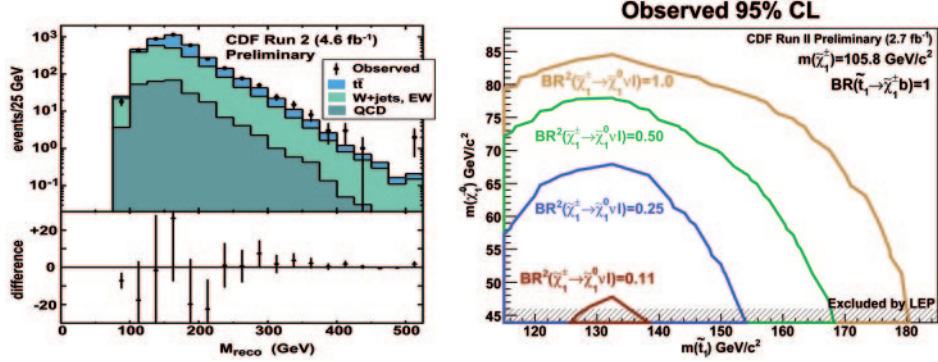 CDF Run 2 (4.6 fb⁻¹)
Preliminary
Observed
tt̄
W+jets, EW
QCD
events/25 GeV
10³
10²
10¹
10⁰
10⁻¹
difference
+20
0
-20
0 100 200 300 400 500
M_reco (GeV)
Observed 95% CL
CDF Run II Preliminary (2.7 fb⁻¹)
m(χ̃₁±)=105.8 GeV/c²
BR(t̃₁→χ̃₁±b)=1
BR²(χ̃₁±→χ̃₁⁰νl)=1.0
BR²(χ̃₁±→χ̃₁⁰νl)=0.50
BR²(χ̃₁±→χ̃₁⁰νl)=0.25
BR²(χ̃₁±→χ̃₁⁰νl)=0.11
Excluded by LEP
m(χ̃₁⁰) GeV/c²
85
80
75
70
65
60
55
50
45
120 130 140 150 160 170 180
m(t̃₁) GeV/c²